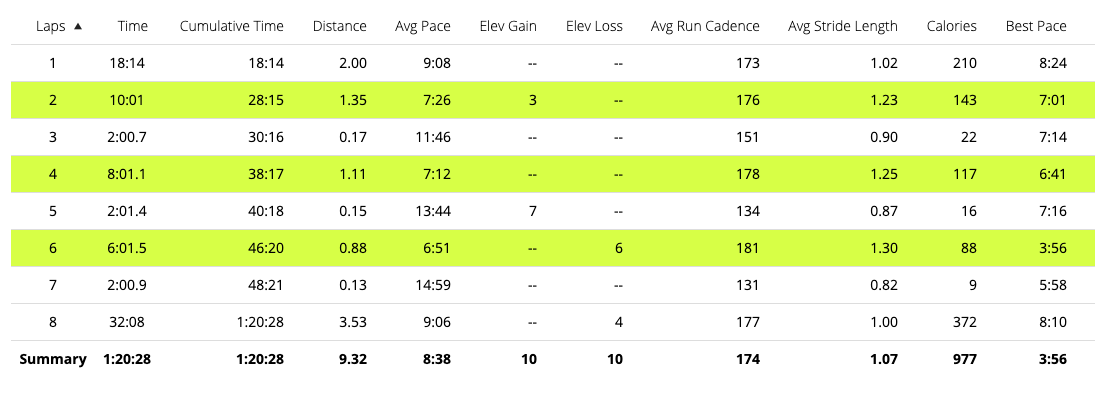 Laps ▲ Time Cumulative Time Distance Avg Pace Elev Gain Elev Loss Avg Run Cadence Avg Stride Length Calories Best Pace
1 18:14 18:14 2.00 9:08 -- -- 173 1.02 210 8:24
2 10:01 28:15 1.35 7:26 3 -- 176 1.23 143 7:01
3 2:00.7 30:16 0.17 11:46 -- -- 151 0.90 22 7:14
4 8:01.1 38:17 1.11 7:12 -- -- 178 1.25 117 6:41
5 2:01.4 40:18 0.15 13:44 7 -- 134 0.87 16 7:16
6 6:01.5 46:20 0.88 6:51 -- 6 181 1.30 88 3:56
7 2:00.9 48:21 0.13 14:59 -- -- 131 0.82 9 5:58
8 32:08 1:20:28 3.53 9:06 -- 4 177 1.00 372 8:10
Summary 1:20:28 1:20:28 9.32 8:38 10 10 174 1.07 977 3:56